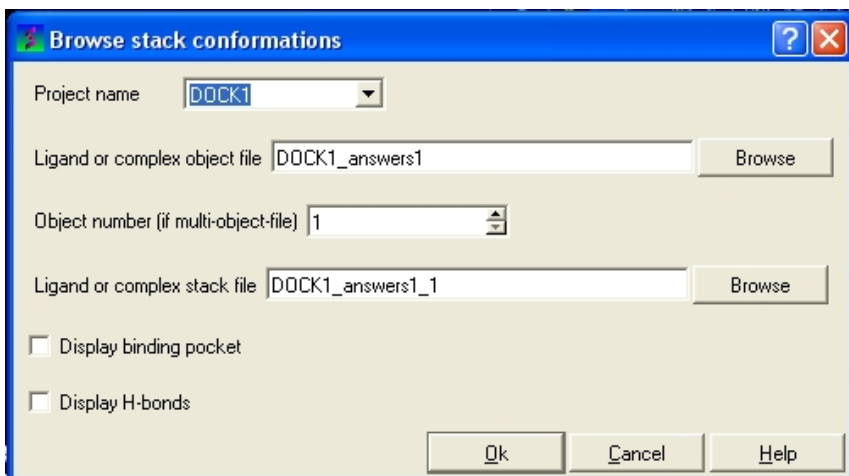 Browse stack conformations
Project name DOCK1
Ligand or complex object file DOCK1_answers1 Browse
Object number (if multi-object-file) 1
Ligand or complex stack file DOCK1_answers1_1 Browse
Display binding pocket
Display H-bonds
Ok Cancel Help